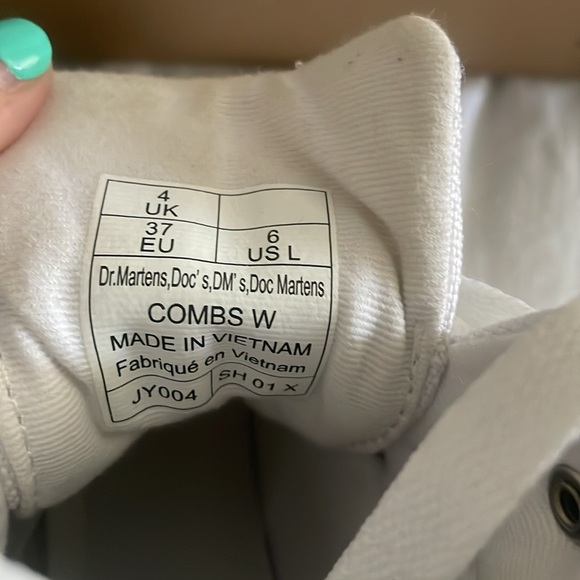 4
UK
37
EU
6
US L
Dr.Martens,Doc's,DM's,Doc Martens
COMBS W
MADE IN VIETNAM
Fabriqué en Vietnam
JY004
SH 01 X